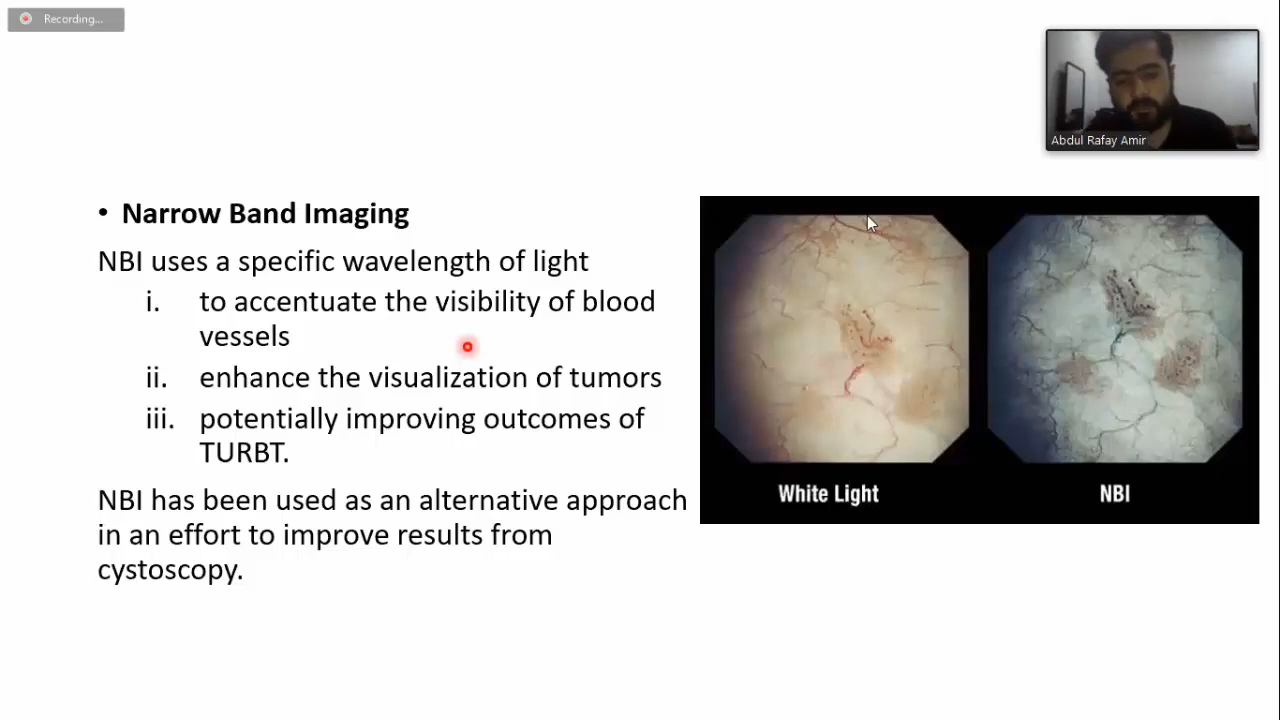 Recording...
Abdul Rafay Amir
• Narrow Band Imaging
NBI uses a specific wavelength of light
i. to accentuate the visibility of blood
vessels
ii. enhance the visualization of tumors
iii. potentially improving outcomes of
TURBT.
NBI has been used as an alternative approach
in an effort to improve results from
cystoscopy.
White Light
NBI